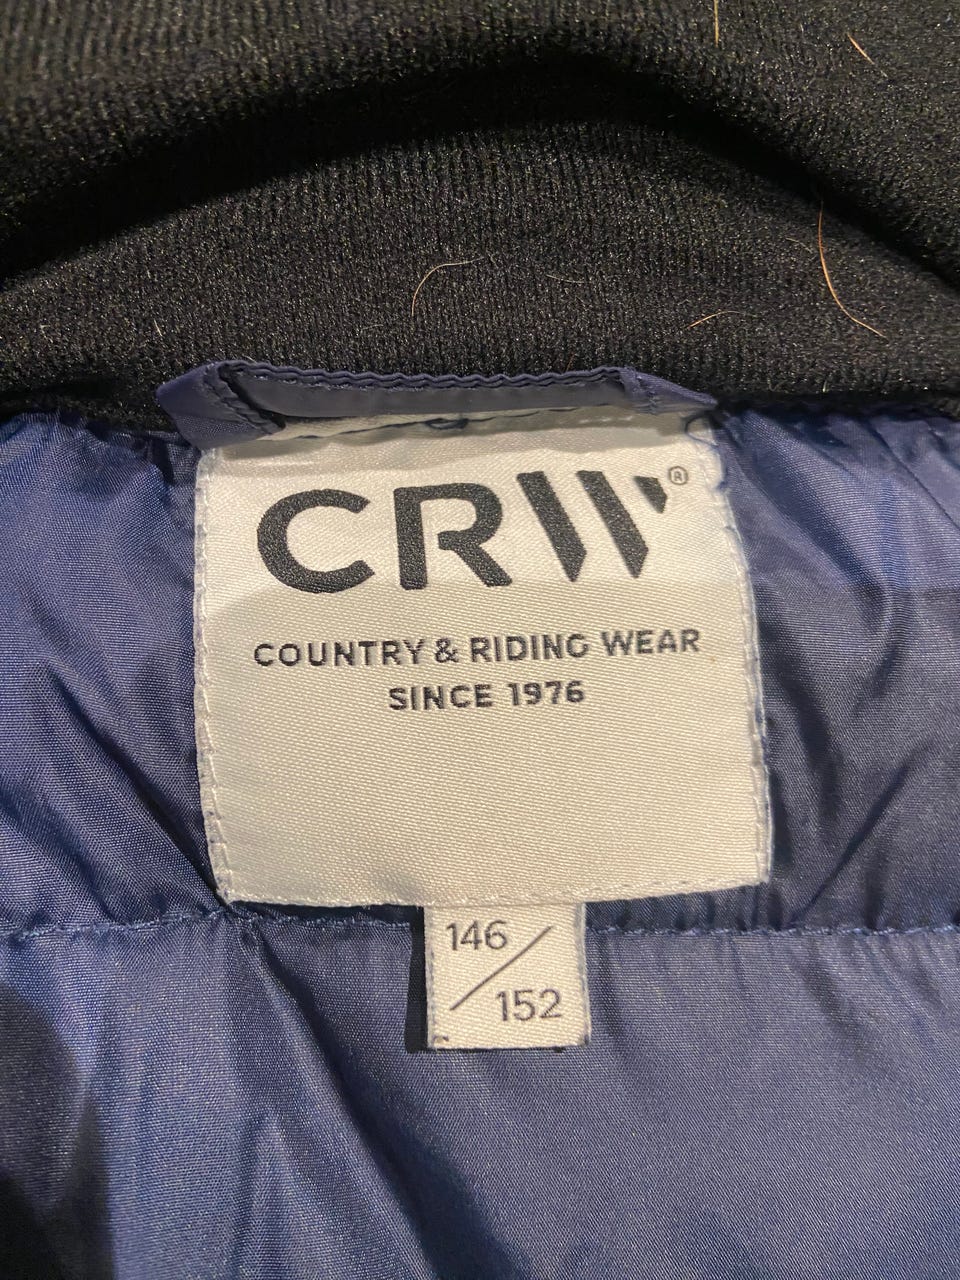 CRW®
COUNTRY & RIDING WEAR
SINCE 1976
146/
152